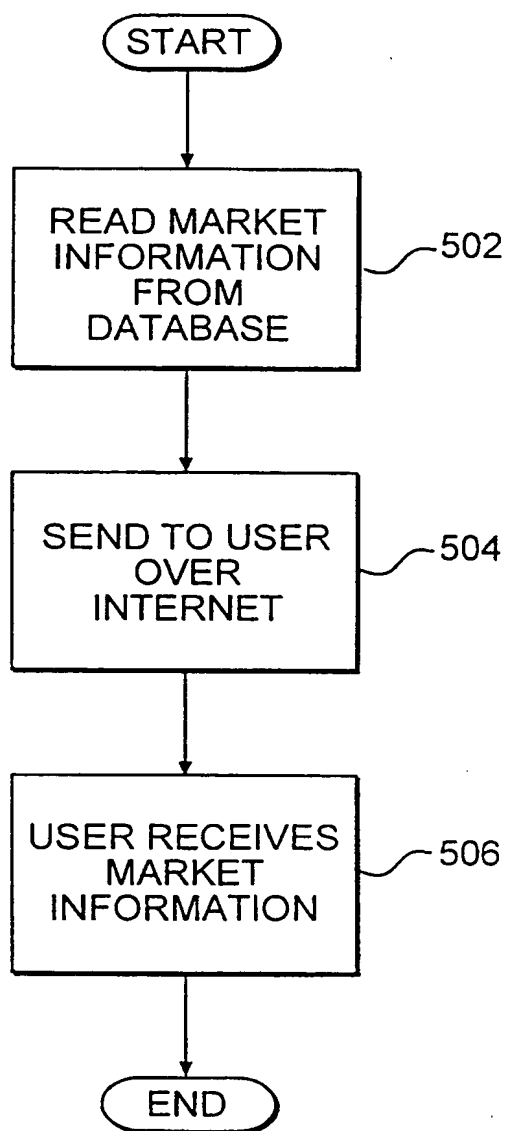 START
READ MARKET
INFORMATION
FROM
DATABASE
502
SEND TO USER
OVER
INTERNET
504
USER RECEIVES
MARKET
INFORMATION
506
END